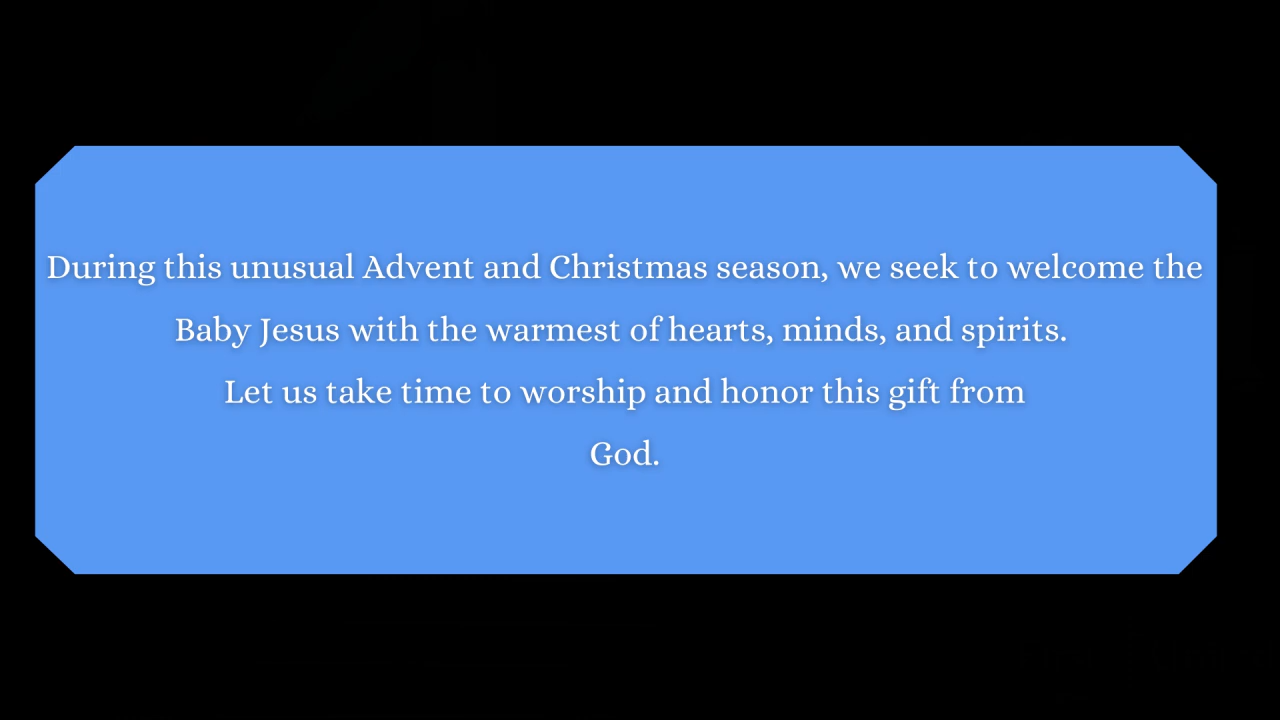 During this unusual Advent and Christmas season, we seek to welcome the
Baby Jesus with the warmest of hearts, minds, and spirits.
Let us take time to worship and honor this gift from
God.